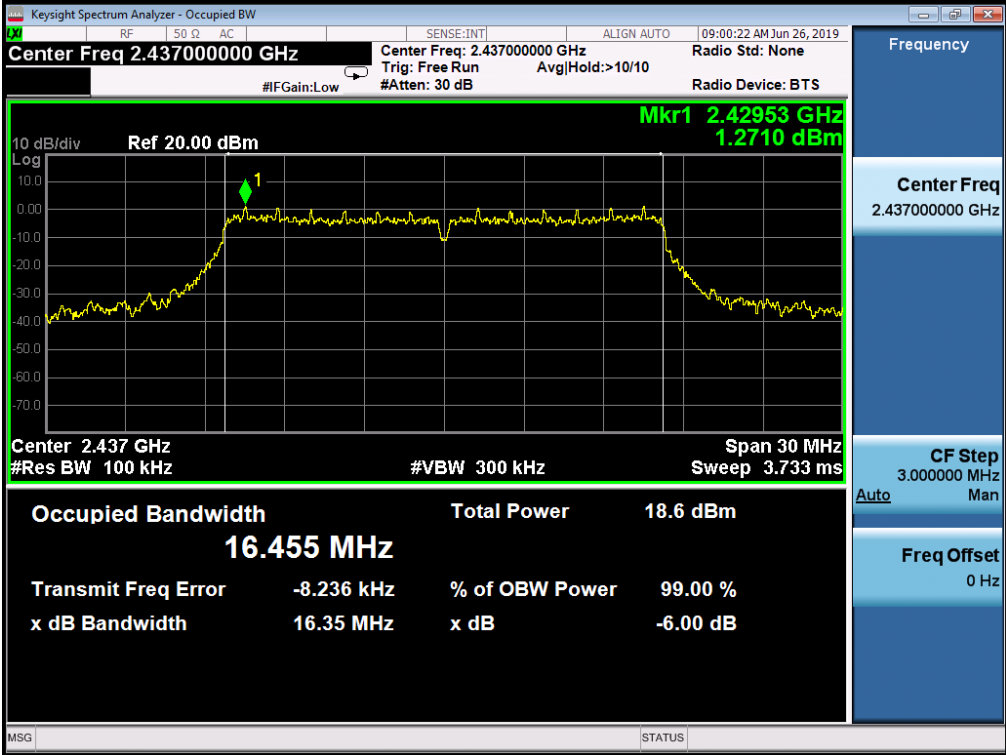 Keysight Spectrum Analyzer - Occupied BW
LXI RF 50 Ω AC SENSE:INT ALIGN AUTO 09:00:22 AM Jun 26, 2019
Center Freq 2.437000000 GHz
Center Freq: 2.437000000 GHz Radio Std: None
Trig: Free Run Avg|Hold:>10/10
#IFGain:Low #Atten: 30 dB Radio Device: BTS
Mkr1 2.42953 GHz
1.2710 dBm
10 dB/div Ref 20.00 dBm
Log
10.0
0.00
-10.0
-20.0
-30.0
-40.0
-50.0
-60.0
-70.0
1
Center 2.437 GHz Span 30 MHz
#Res BW 100 kHz #VBW 300 kHz Sweep 3.733 ms
Occupied Bandwidth Total Power 18.6 dBm
16.455 MHz
Transmit Freq Error -8.236 kHz % of OBW Power 99.00 %
x dB Bandwidth 16.35 MHz x dB -6.00 dB
MSG STATUS
Frequency
Center Freq
2.437000000 GHz
CF Step
3.000000 MHz
Auto Man
Freq Offset
0 Hz